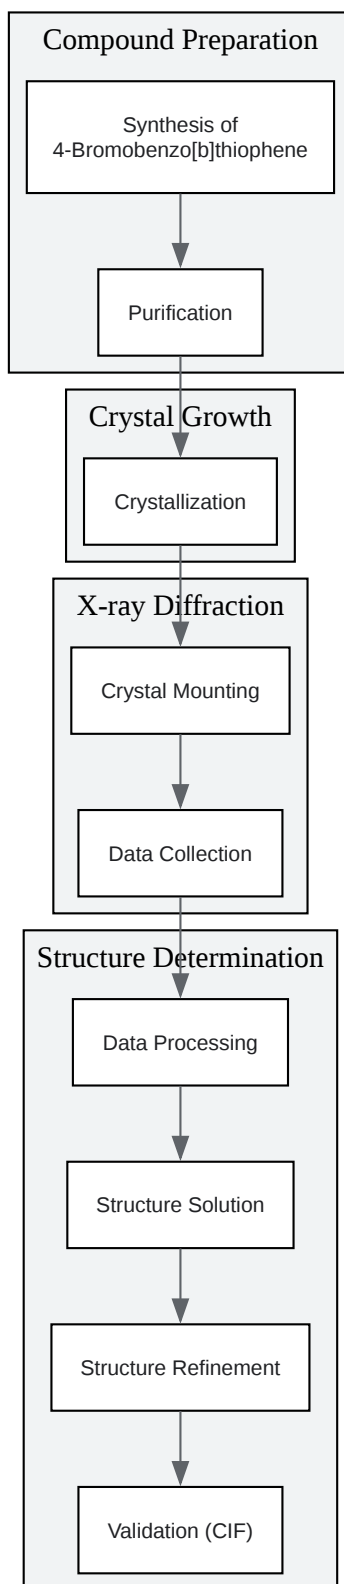 Compound Preparation
Synthesis of
4-Bromobenzo[b]thiophene
Purification
Crystal Growth
Crystallization
X-ray Diffraction
Crystal Mounting
Data Collection
Structure Determination
Data Processing
Structure Solution
Structure Refinement
Validation (CIF)